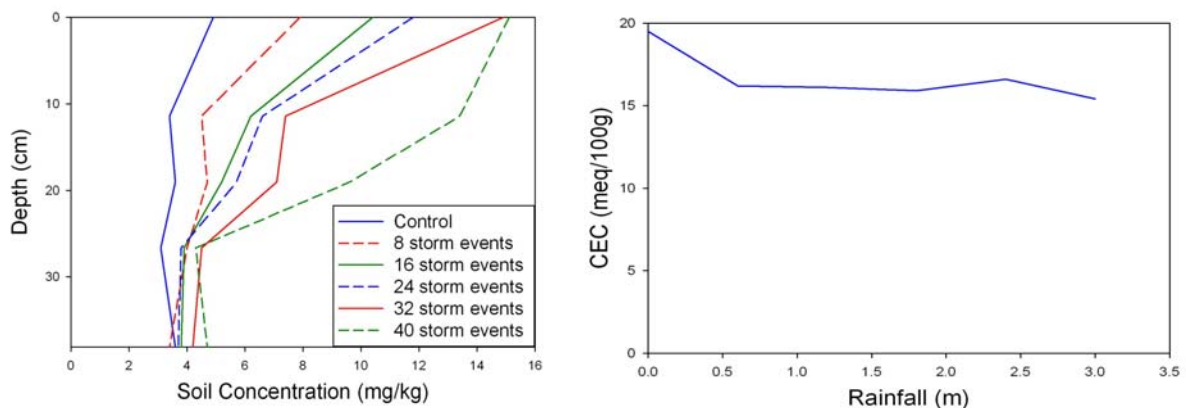 0
10
20
30
Depth (cm)
Control
8 storm events
16 storm events
24 storm events
32 storm events
40 storm events
0 2 4 6 8 10 12 14 16
Soil Concentration (mg/kg)
20
15
10
5
0
CEC (meq/100g)
0.0 0.5 1.0 1.5 2.0 2.5 3.0 3.5
Rainfall (m)